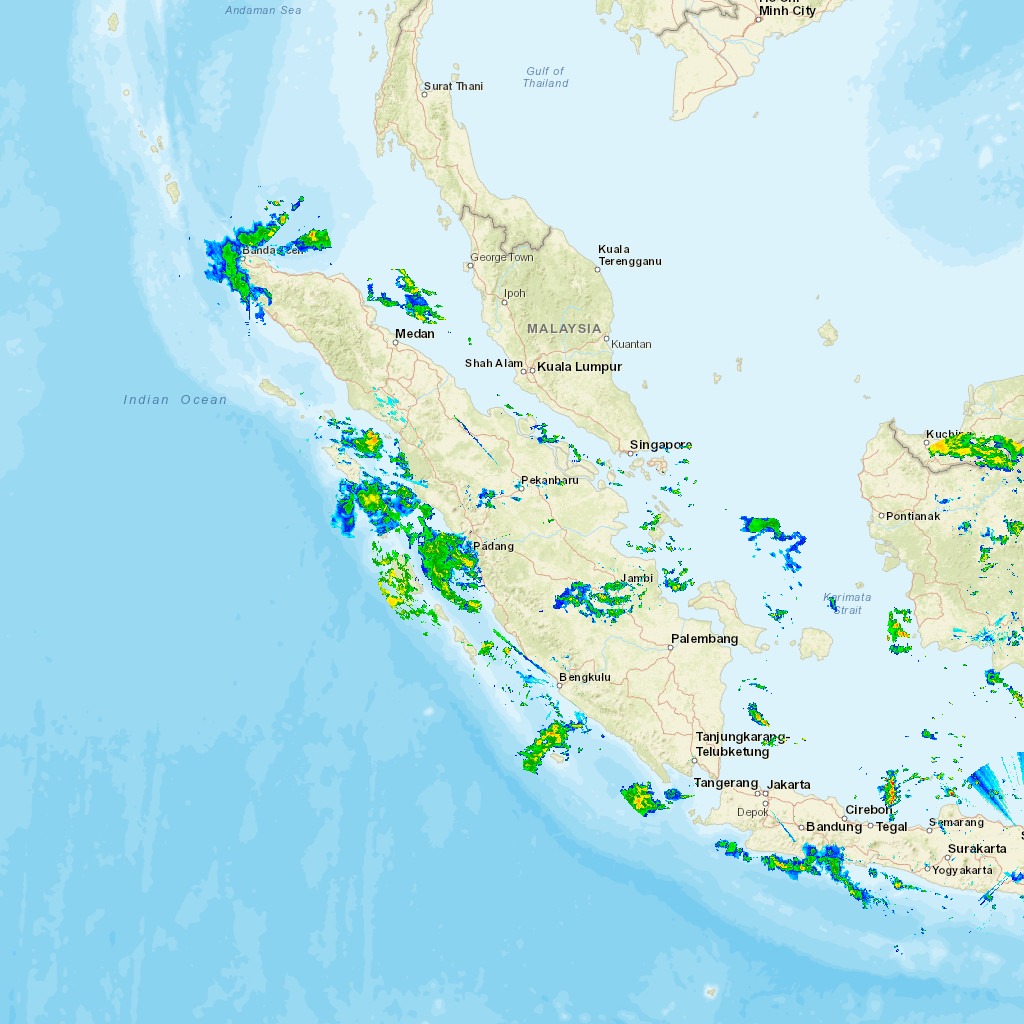 Andaman Sea
Minh City
Gulf of
Thailand
Surat Thani
Banda Aceh
George Town
Kuala
Terengganu
Ipoh
MALAYSIA
Kuantan
Medan
Shah Alam
Kuala Lumpur
Indian Ocean
Singapore
Kuching
Pekanbaru
Pontianak
Padang
Jambi
Karimata
Strait
Palembang
Bengkulu
Tanjungkarang-
Telubketung
Tangerang
Jakarta
Depok
Cirebon
Bandung
Tegal
Semarang
Surakarta
Yogyakarta